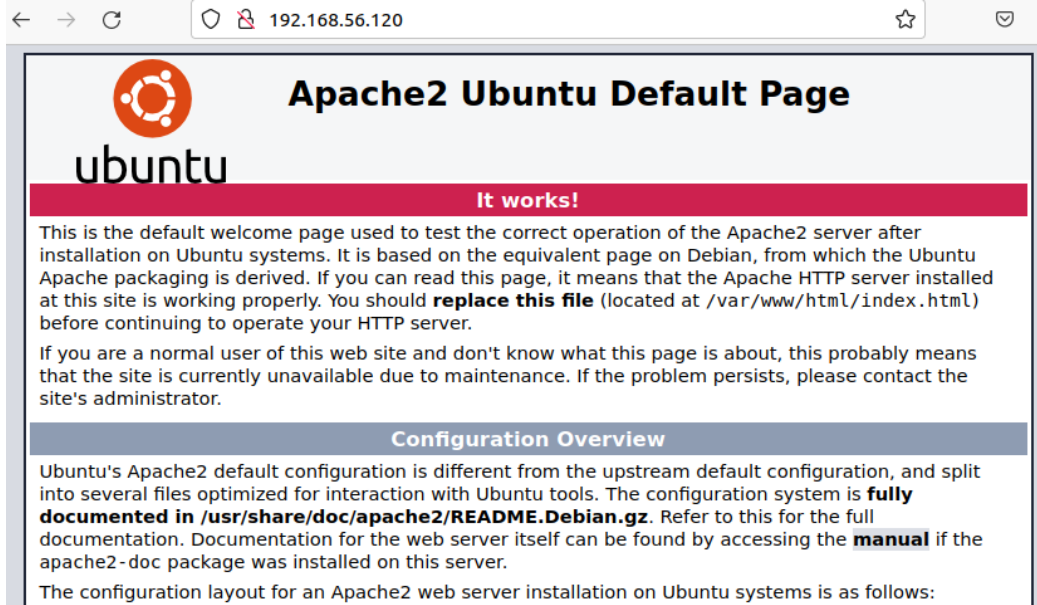 192.168.56.120
Apache2 Ubuntu Default Page
ubuntu
It works!
This is the default welcome page used to test the correct operation of the Apache2 server after
installation on Ubuntu systems. It is based on the equivalent page on Debian, from which the Ubuntu
Apache packaging is derived. If you can read this page, it means that the Apache HTTP server installed
at this site is working properly. You should replace this file (located at /var/www/html/index.html)
before continuing to operate your HTTP server.
If you are a normal user of this web site and don't know what this page is about, this probably means
that the site is currently unavailable due to maintenance. If the problem persists, please contact the
site's administrator.
Configuration Overview
Ubuntu's Apache2 default configuration is different from the upstream default configuration, and split
into several files optimized for interaction with Ubuntu tools. The configuration system is fully
documented in /usr/share/doc/apache2/README.Debian.gz. Refer to this for the full
documentation. Documentation for the web server itself can be found by accessing the manual if the
apache2-doc package was installed on this server.
The configuration layout for an Apache2 web server installation on Ubuntu systems is as follows: